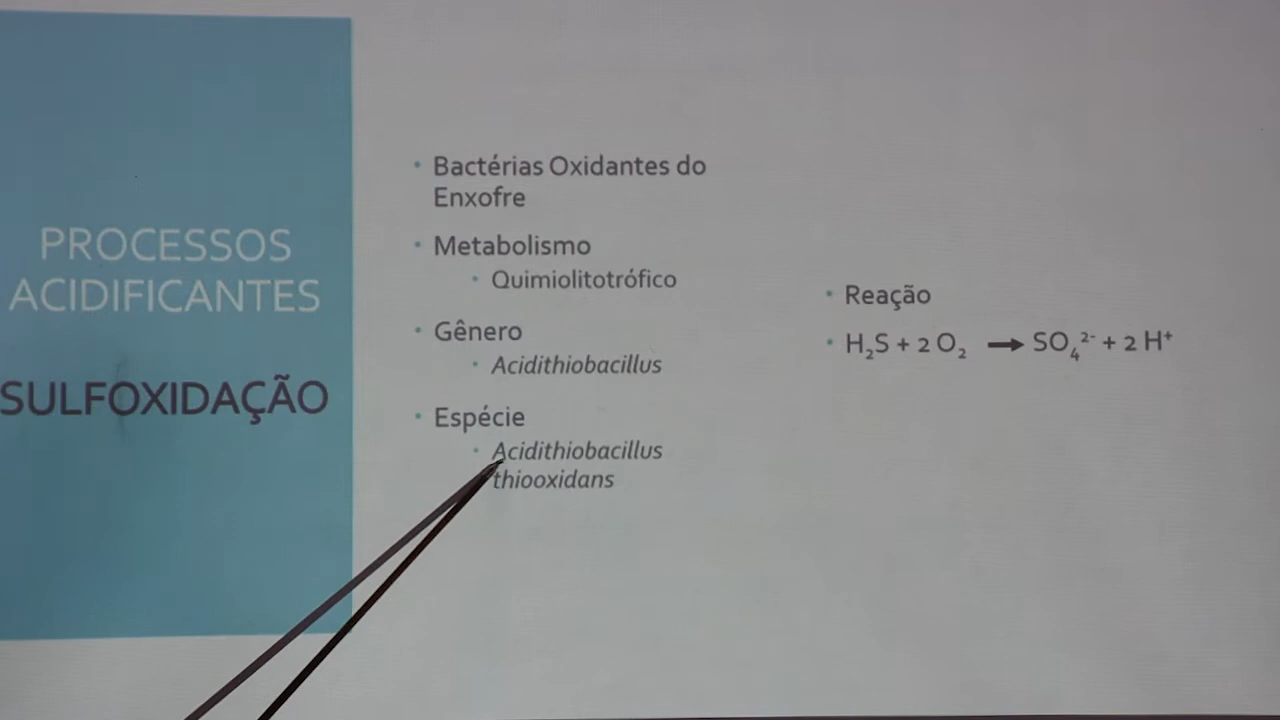 PROCESSOS
ACIDIFICANTES
SULFOXIDAÇÃO
• Bactérias Oxidantes do
Enxofre
• Metabolismo
• Quimiolitotrófico
• Gênero
• Acidithiobacillus
• Espécie
• Acidithiobacillus
thiooxidans
• Reação
• H₂S + 2 O₂ → SO₄²⁻ + 2 H⁺